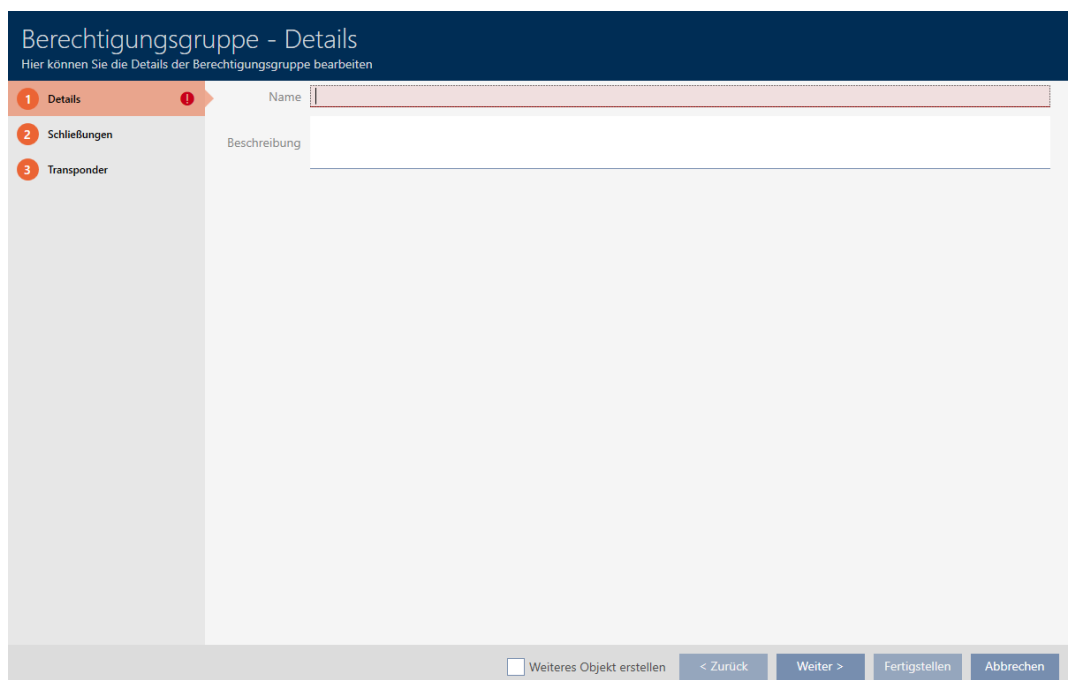 Berechtigungsgruppe - Details
Hier können Sie die Details der Berechtigungsgruppe bearbeiten
1 Details !
Name
2 Schließungen
Beschreibung
3 Transponder
Weiteres Objekt erstellen < Zurück Weiter > Fertigstellen Abbrechen